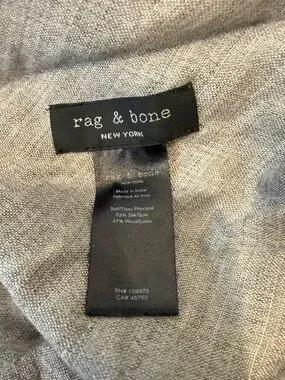 rag & bone
NEW YORK
rag & bone
Made in India/
Fabriqué en Inde
53% Silk/Soie
47% Wool/Laine
RN# 109879
CA# 45760